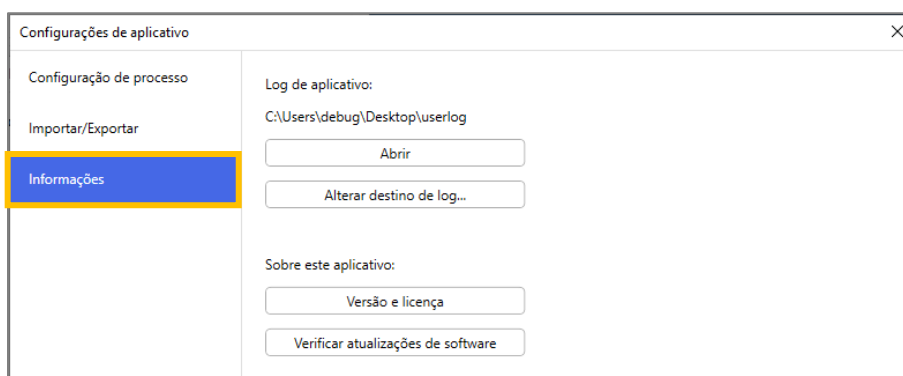 Configurações de aplicativo
Configuração de processo
Importar/Exportar
Informações
Log de aplicativo:
C:\Users\debug\Desktop\userlog
Abrir
Alterar destino de log...
Sobre este aplicativo:
Versão e licença
Verificar atualizações de software